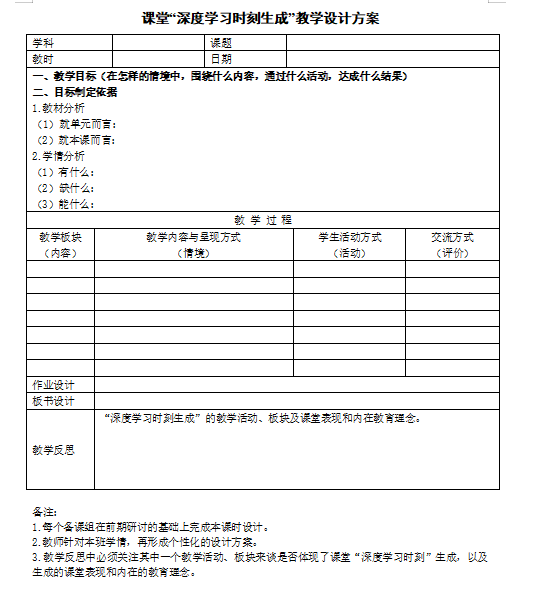 课堂“深度学习时刻生成”教学设计方案
学科 课题
教时 日期
一、教学目标（在怎样的情境中，围绕什么内容，通过什么活动，达成什么结果）
二、目标制定依据
1.教材分析
（1）就单元而言：
（2）就本课而言：
2.学情分析
（1）有什么：
（2）缺什么：
（3）能什么：
教 学 过 程
教学板块 教学内容与呈现方式 学生活动方式 交流方式
（内容） （情境） （活动） （评价）
作业设计
板书设计
“深度学习时刻生成”的教学活动、板块及课堂表现和内在教育理念。
教学反思
备注：
1.每个备课组在前期研讨的基础上完成本课时设计。
2.教师针对本班学情，再形成个性化的设计方案。
3.教学反思中必须关注其中一个教学活动、板块来谈是否体现了课堂“深度学习时刻”生成，以及
生成的课堂表现和内在的教育理念。